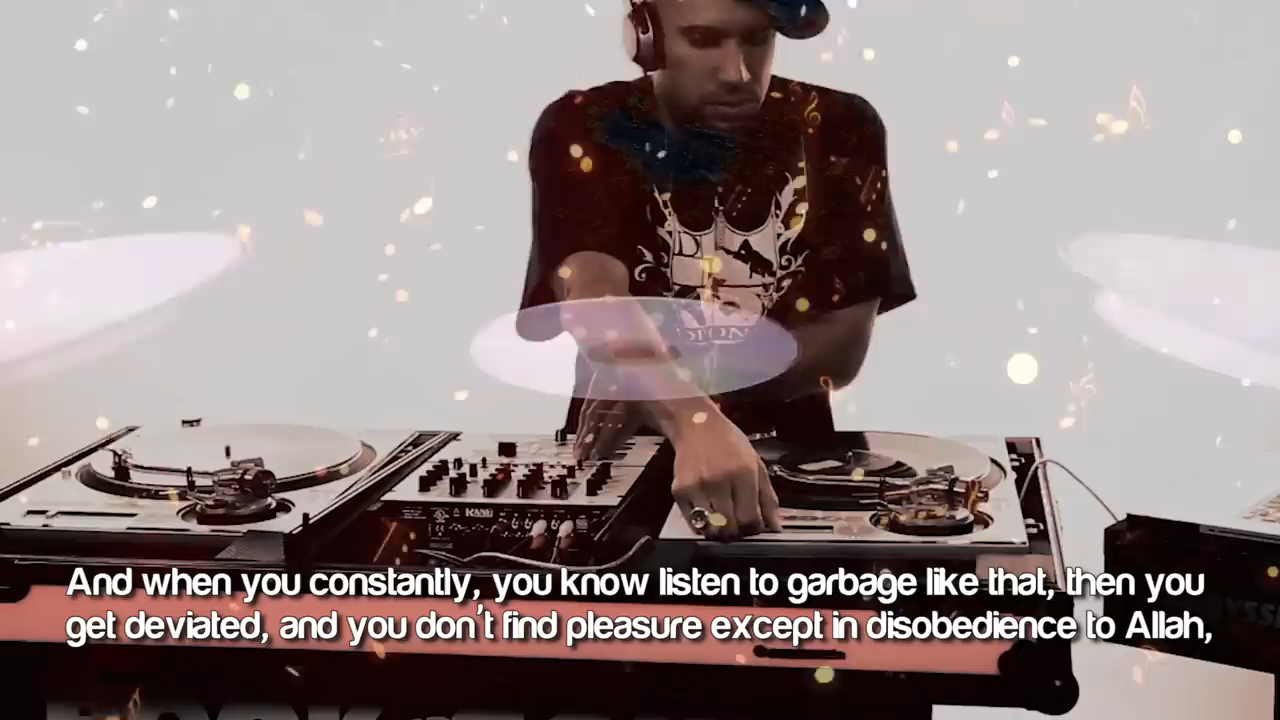 And when you constantly, you know listen to garbage like that, then you
get deviated, and you don't find pleasure except in disobedience to Allah,